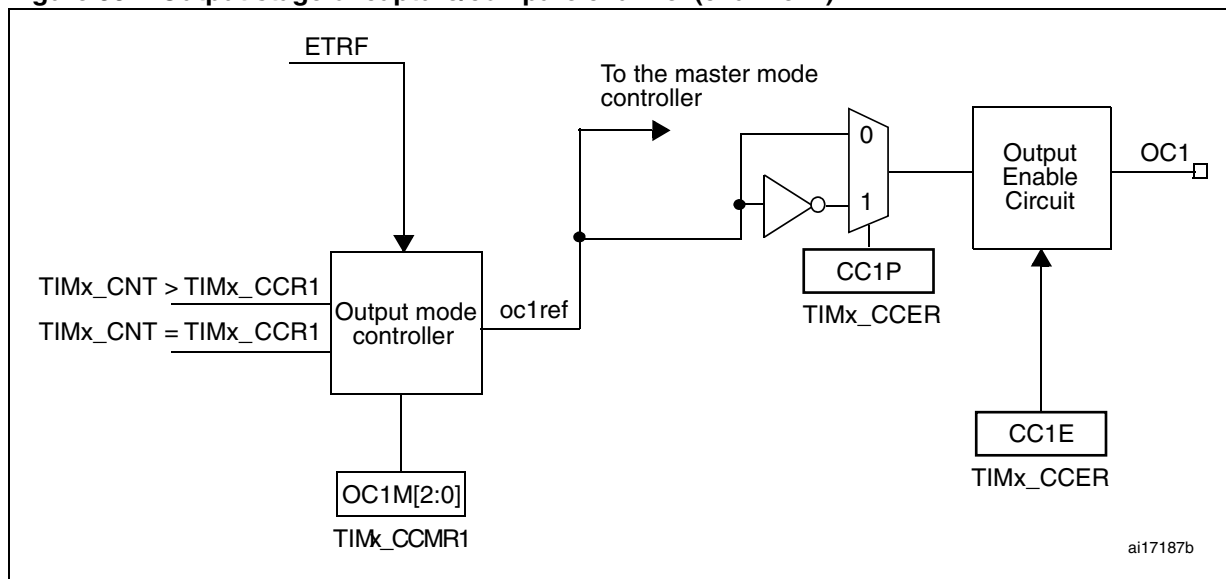 ETRF
To the master mode
controller
0
1
Output
Enable
Circuit
OC1
CC1P
TIMx_CCER
TIMx_CNT > TIMx_CCR1
TIMx_CNT = TIMx_CCR1
Output mode
controller
oc1ref
CC1E
TIMx_CCER
OC1M[2:0]
TIMx_CCMR1
ai17187b